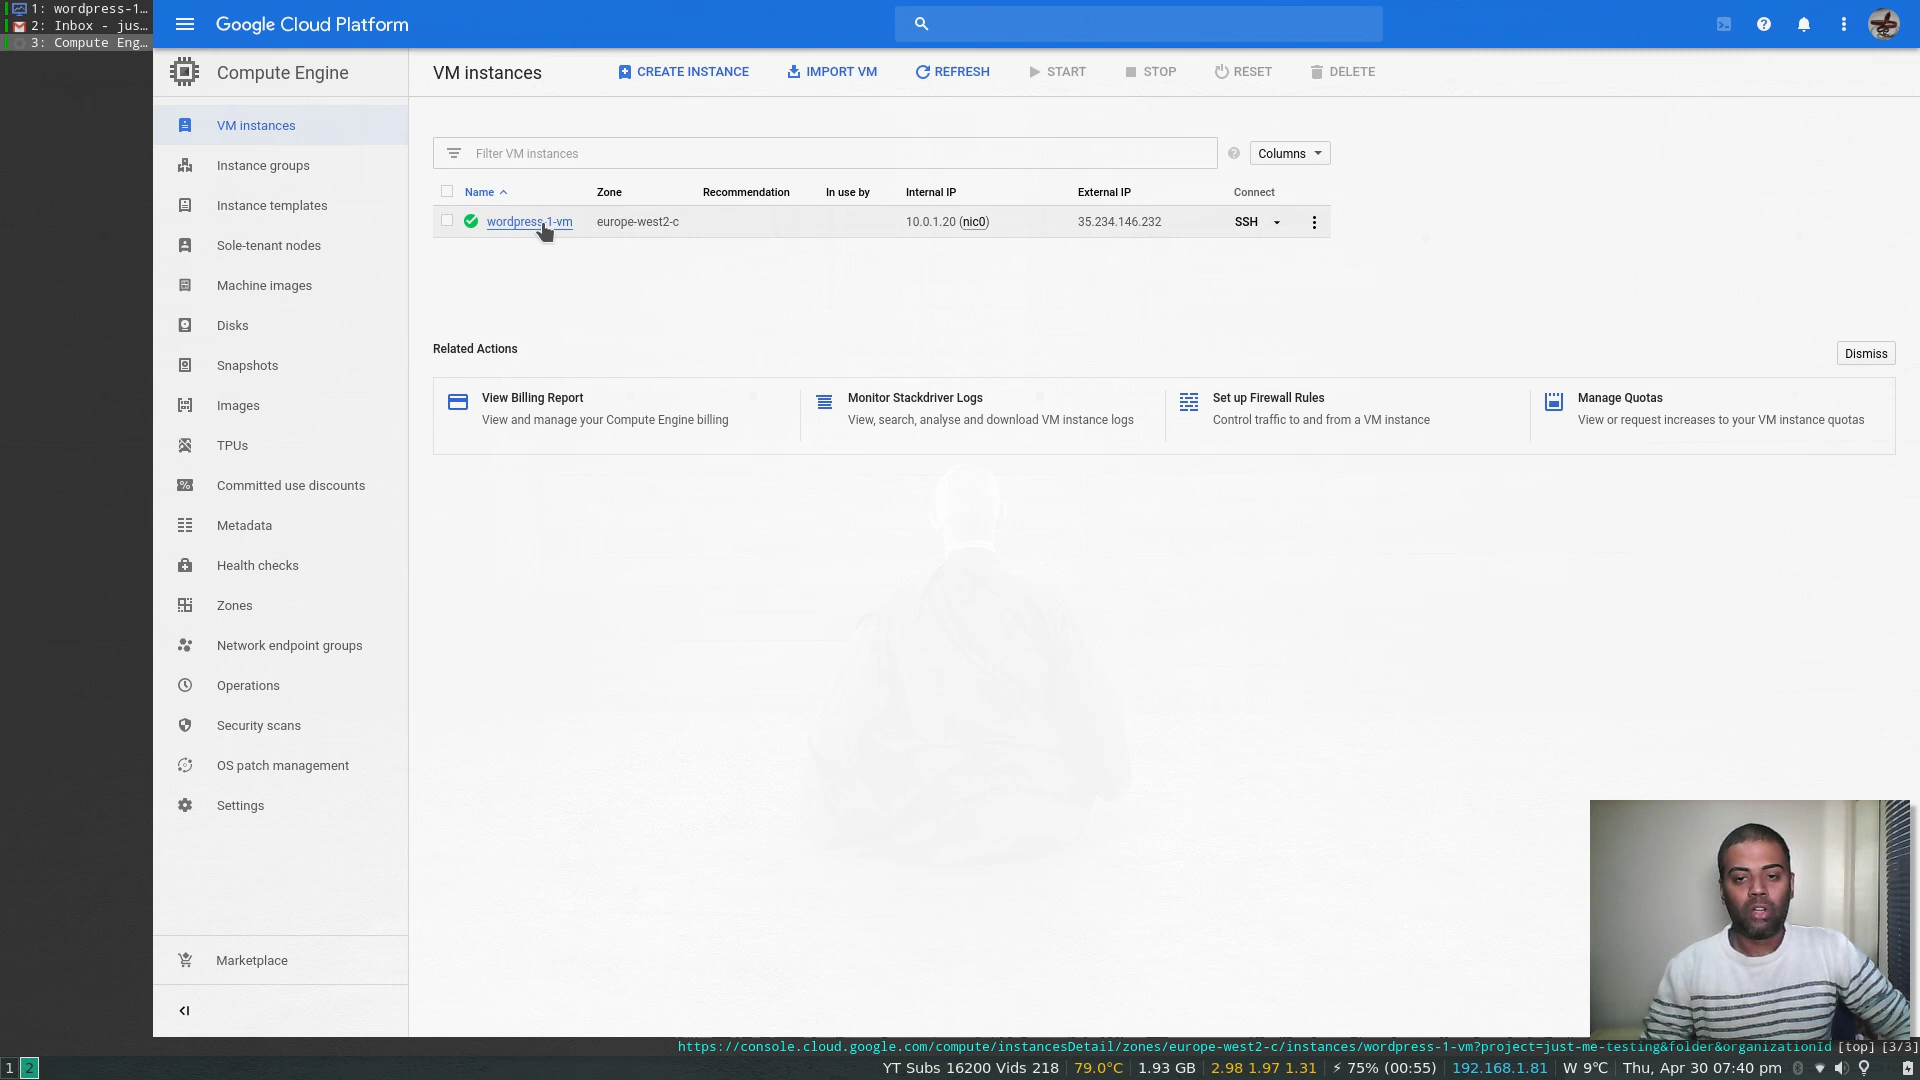 1: wordpress-1…
2: Inbox - jus…
3: Compute Eng…
Google Cloud Platform
Compute Engine
VM instances
CREATE INSTANCE
IMPORT VM
REFRESH
START
STOP
RESET
DELETE
VM instances
Instance groups
Instance templates
Sole-tenant nodes
Machine images
Disks
Snapshots
Images
TPUs
Committed use discounts
Metadata
Health checks
Zones
Network endpoint groups
Operations
Security scans
OS patch management
Settings
Marketplace
Filter VM instances
Columns
Name Zone Recommendation In use by Internal IP External IP Connect
wordpress-1-vm europe-west2-c 10.0.1.20 (nic0) 35.234.146.232 SSH
Related Actions
Dismiss
View Billing Report
View and manage your Compute Engine billing
Monitor Stackdriver Logs
View, search, analyse and download VM instance logs
Set up Firewall Rules
Control traffic to and from a VM instance
Manage Quotas
View or request increases to your VM instance quotas
https://console.cloud.google.com/compute/instancesDetail/zones/europe-west2-c/instances/wordpress-1-vm?project=just-me-testing&folder&organizationId [top] [3/3]
1 2 YT Subs 16200 Vids 218 79.0°C 1.93 GB 2.98 1.97 1.31 ⚡ 75% (00:55) 192.168.1.81 W 9°C Thu, Apr 30 07:40 pm